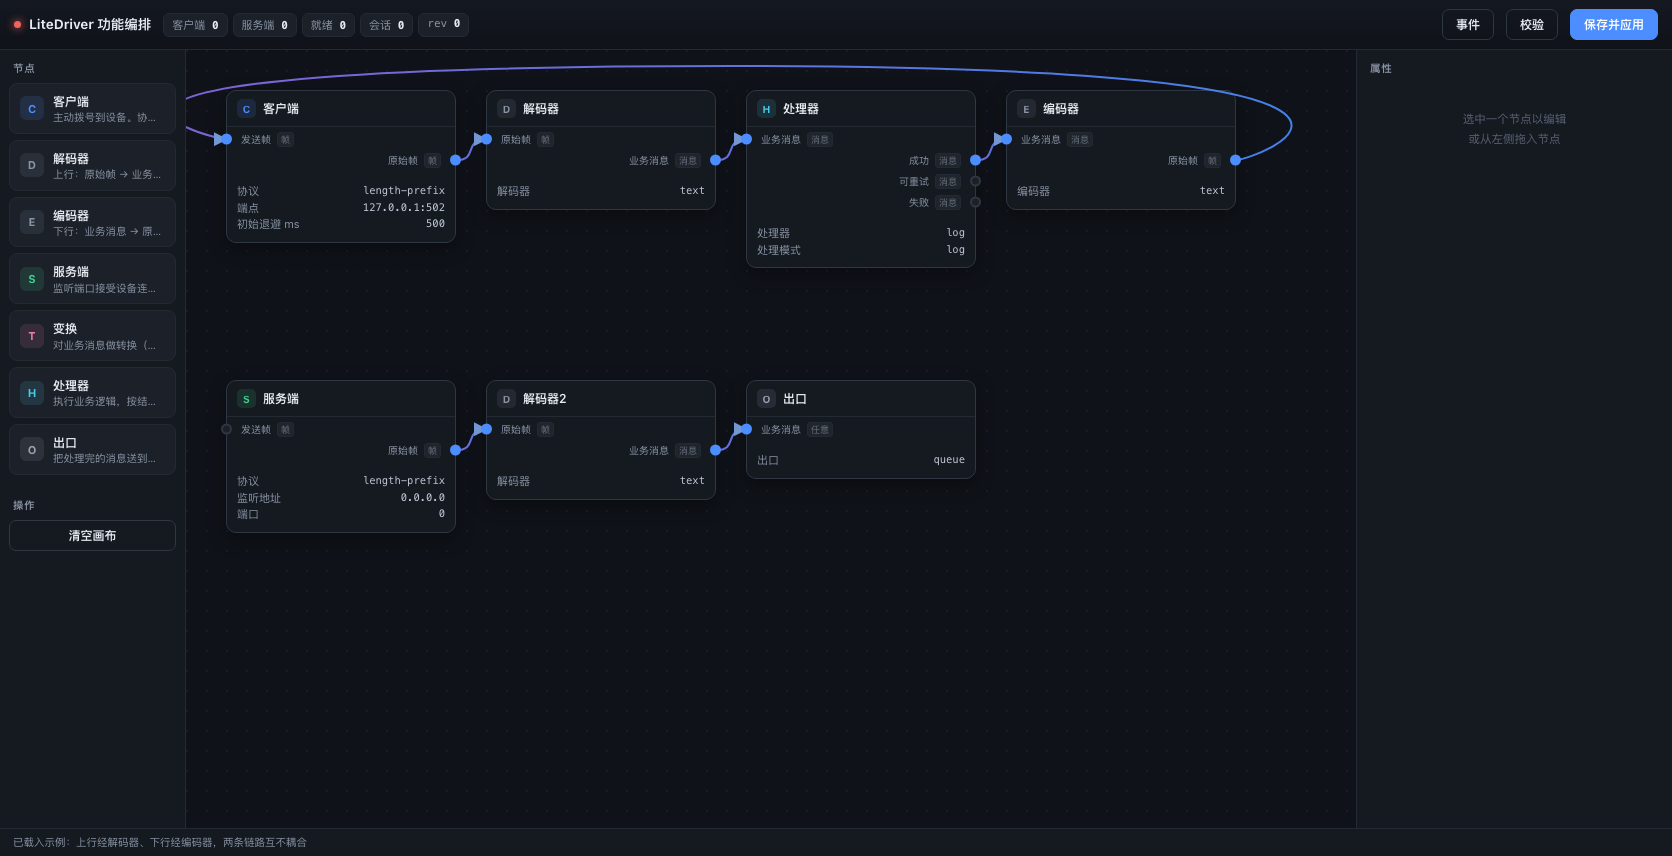 LiteDriver 功能编排
客户端 0
服务端 0
就绪 0
会话 0
rev 0
事件
校验
保存并应用
节点
C
客户端
主动拨号到设备。协...
D
解码器
上行：原始帧 → 业务...
E
编码器
下行：业务消息 → 原...
S
服务端
监听端口接受设备连...
T
变换
对业务消息做转换（...
H
处理器
执行业务逻辑，按结...
O
出口
把处理完的消息送到...
操作
清空画布
C 客户端
发送帧 帧
原始帧 帧
协议 length-prefix
端点 127.0.0.1:502
初始退避 ms 500
D 解码器
原始帧 帧
业务消息 消息
解码器 text
H 处理器
业务消息 消息
成功 消息
可重试 消息
失败 消息
处理器 log
处理模式 log
E 编码器
业务消息 消息
原始帧 帧
编码器 text
S 服务端
发送帧 帧
原始帧 帧
协议 length-prefix
监听地址 0.0.0.0
端口 0
D 解码器2
原始帧 帧
业务消息 消息
解码器 text
O 出口
业务消息 任意
出口 queue
属性
选中一个节点以编辑
或从左侧拖入节点
已载入示例：上行经解码器、下行经编码器，两条链路互不耦合